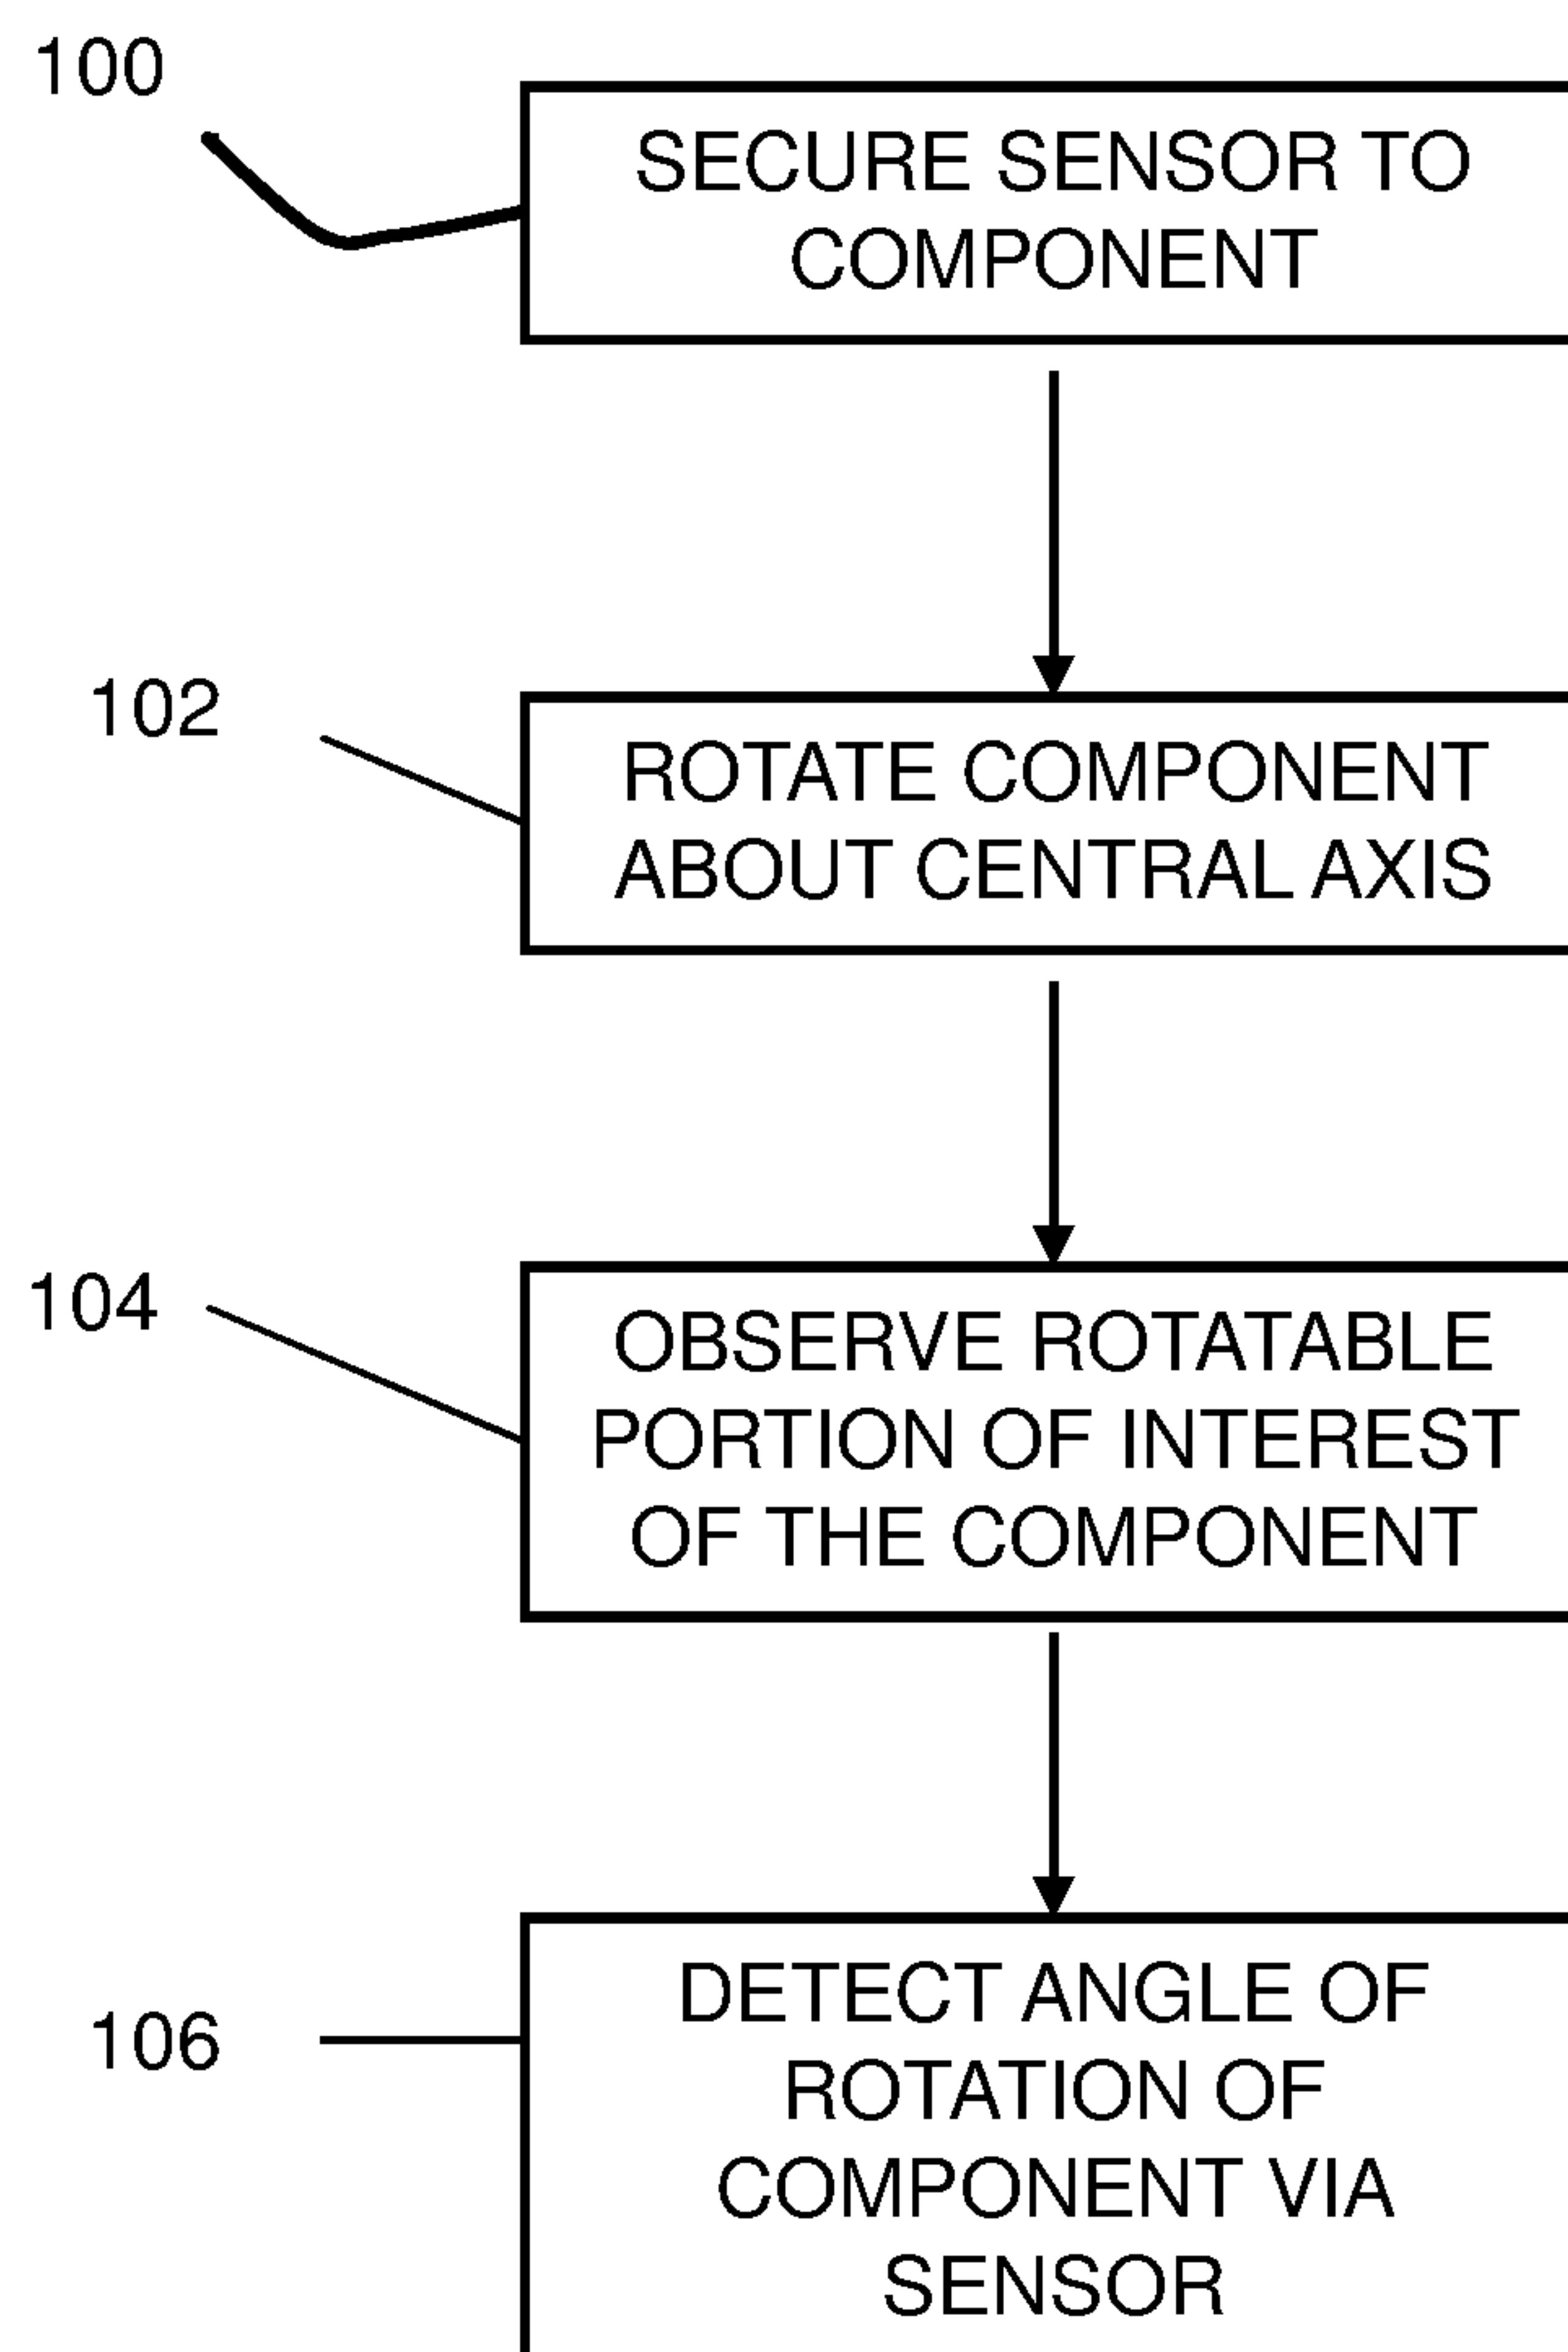 100
SECURE SENSOR TO
COMPONENT
102
ROTATE COMPONENT
ABOUT CENTRAL AXIS
104
OBSERVE ROTATABLE
PORTION OF INTEREST
OF THE COMPONENT
106
DETECT ANGLE OF
ROTATION OF
COMPONENT VIA
SENSOR